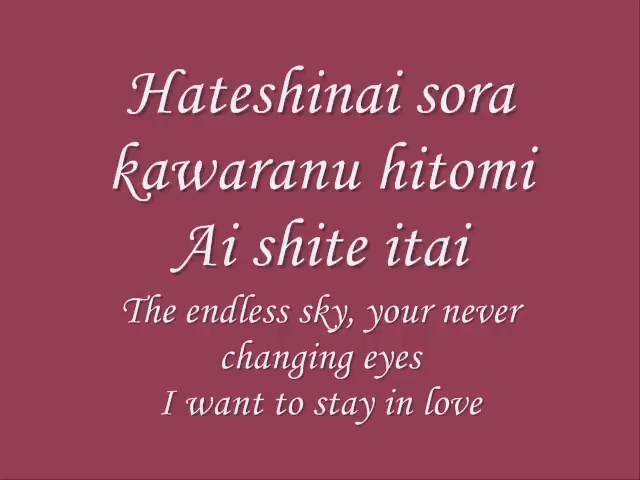 Hateshinai sora
kawaranu hitomi
Ai shite itai
The endless sky, your never
changing eyes
I want to stay in love